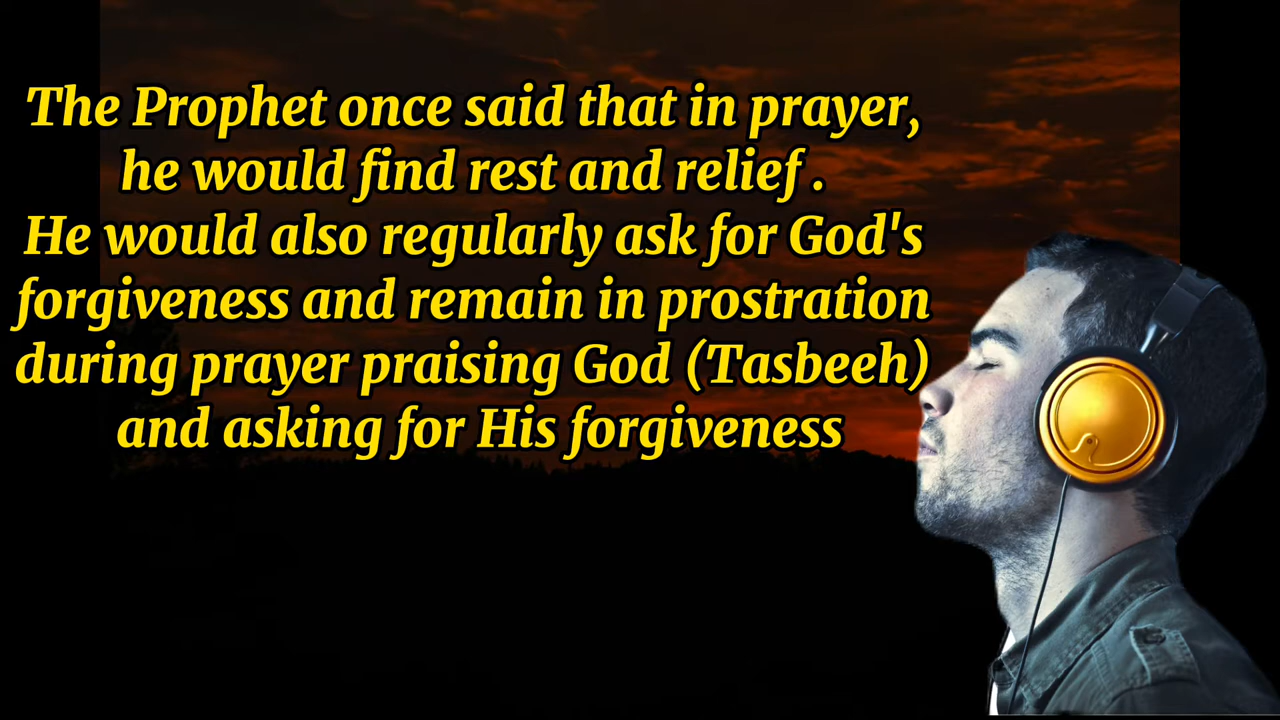 The Prophet once said that in prayer,
he would find rest and relief .
He would also regularly ask for God's
forgiveness and remain in prostration
during prayer praising God (Tasbeeh)
and asking for His forgiveness